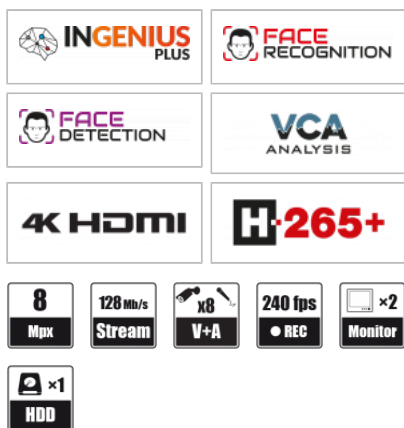 INGENIUS
PLUS
FACE
RECOGNITION
FACE
DETECTION
VCA
ANALYSIS
4K HDMI
H.265+
8
Mpx
128 Mb/s
Stream
x8
V+A
240 fps
REC
×2
Monitor
×1
HDD